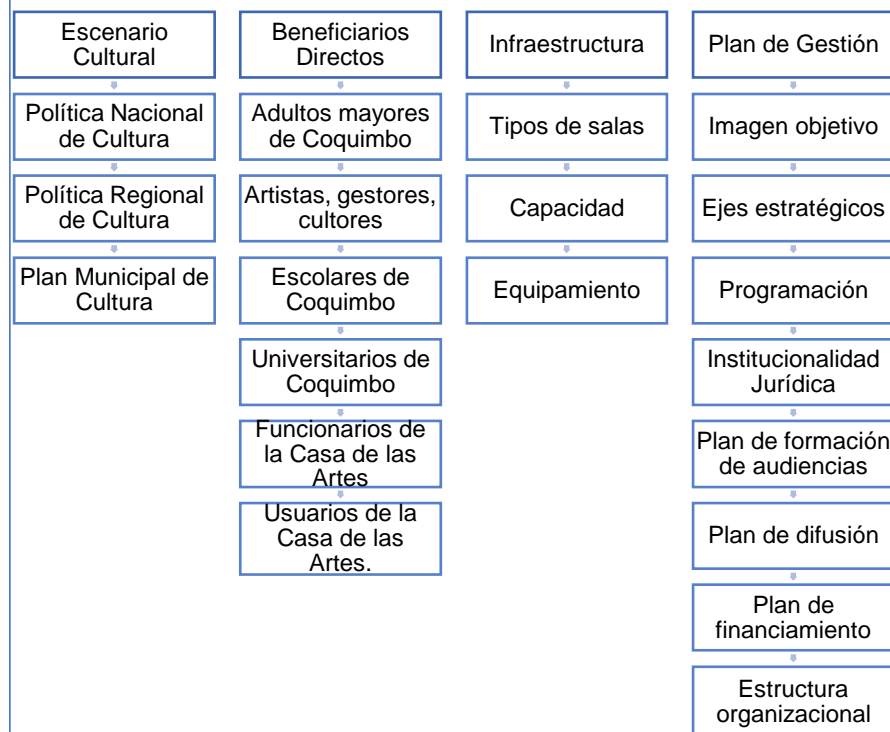 Escenario
Cultural
Política Nacional
de Cultura
Política Regional
de Cultura
Plan Municipal de
Cultura
Beneficiarios
Directos
Adultos mayores
de Coquimbo
Artistas, gestores,
cultores
Escolares de
Coquimbo
Universitarios de
Coquimbo
Funcionarios de
la Casa de las
Artes
Usuarios de la
Casa de las
Artes.
Infraestructura
Tipos de salas
Capacidad
Equipamiento
Plan de Gestión
Imagen objetivo
Ejes estratégicos
Programación
Institucionalidad
Jurídica
Plan de formación
de audiencias
Plan de difusión
Plan de
financiamiento
Estructura
organizacional